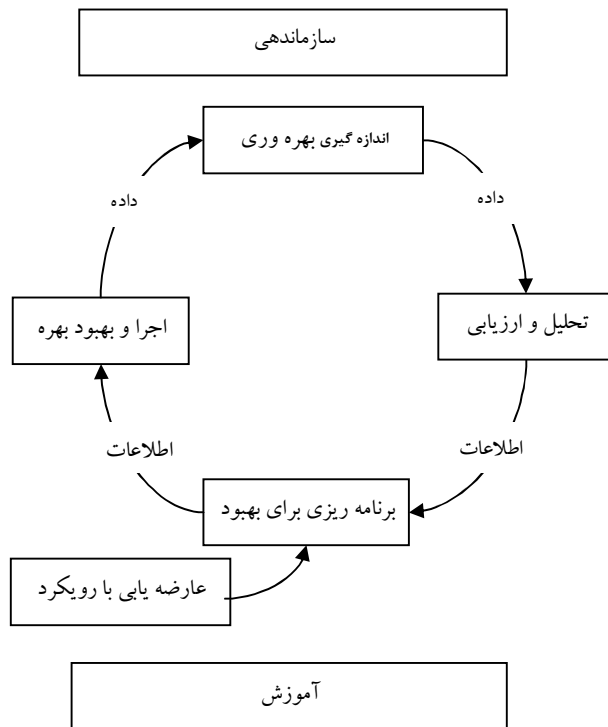 سازماندهی
اندازه گیری بهره وری
داده
داده
اجرا و بهبود بهره
تحلیل و ارزیابی
اطلاعات
اطلاعات
برنامه ریزی برای بهبود
عارضه یابی با رویکرد
آموزش